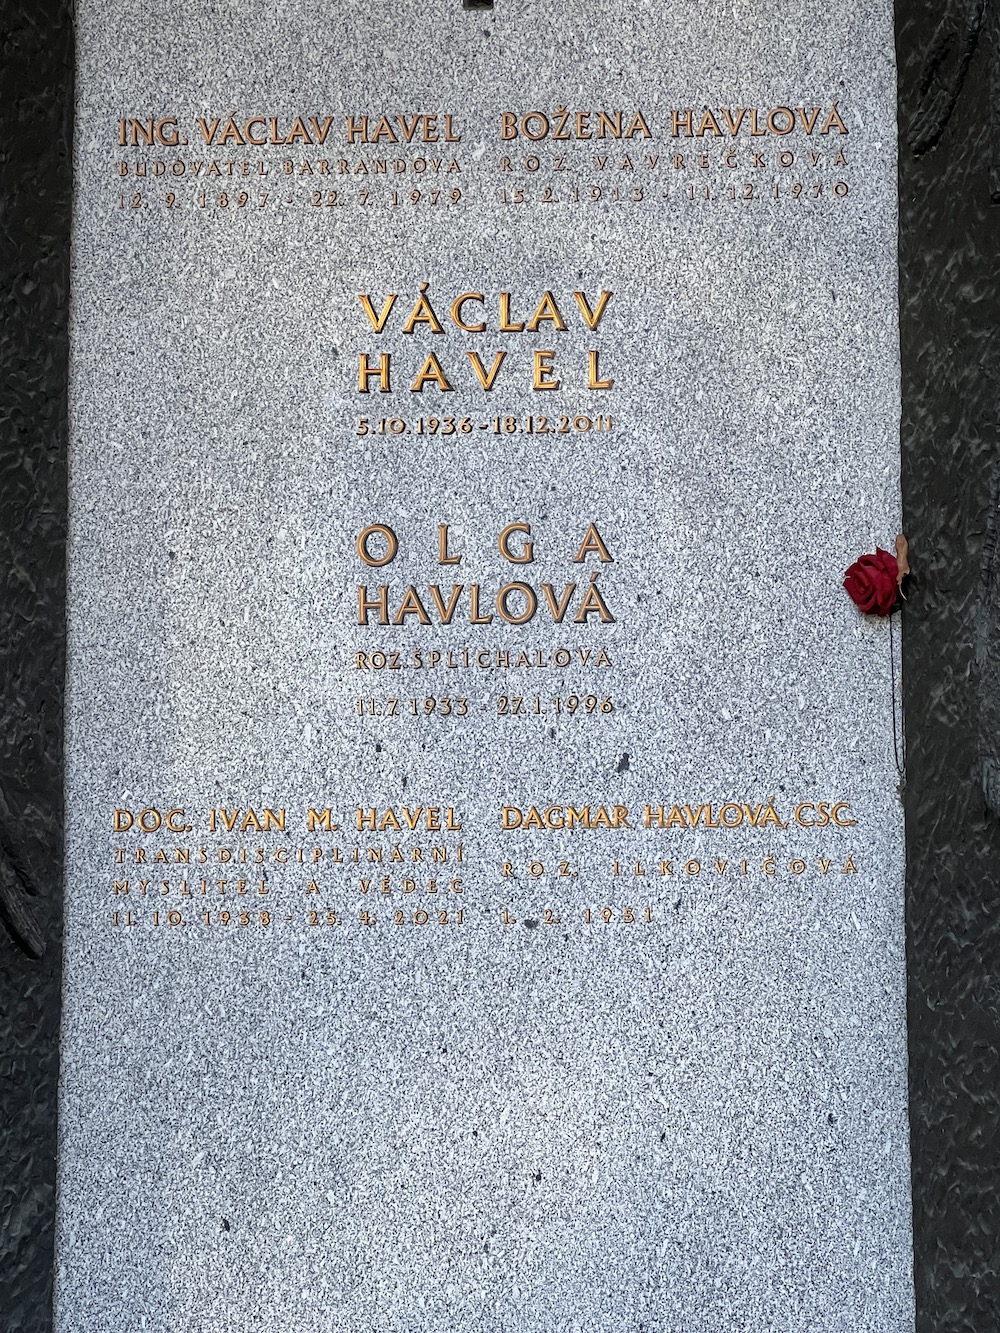 ING. VÁCLAV HAVEL
BUDOVATEL BARRANDOVA
12. 9. 1897 - 22. 7. 1979
BOŽENA HAVLOVÁ
ROZ. VAVREČKOVÁ
15. 2. 1913 - 11. 12. 1970
VÁCLAV
HAVEL
5.10.1936-18.12.2011
OLGA
HAVLOVÁ
ROZ. ŠPLÍCHALOVÁ
11.7.1933 - 27.1.1996
DOC. IVAN M. HAVEL
TRANSDISCIPLINÁRNÍ
MYSLITEL A VĚDEC
11. 10. 1938 - 25. 4. 2021
DAGMAR HAVLOVÁ, CSC.
ROZ. ILKOVIČOVÁ
1. 2. 1951